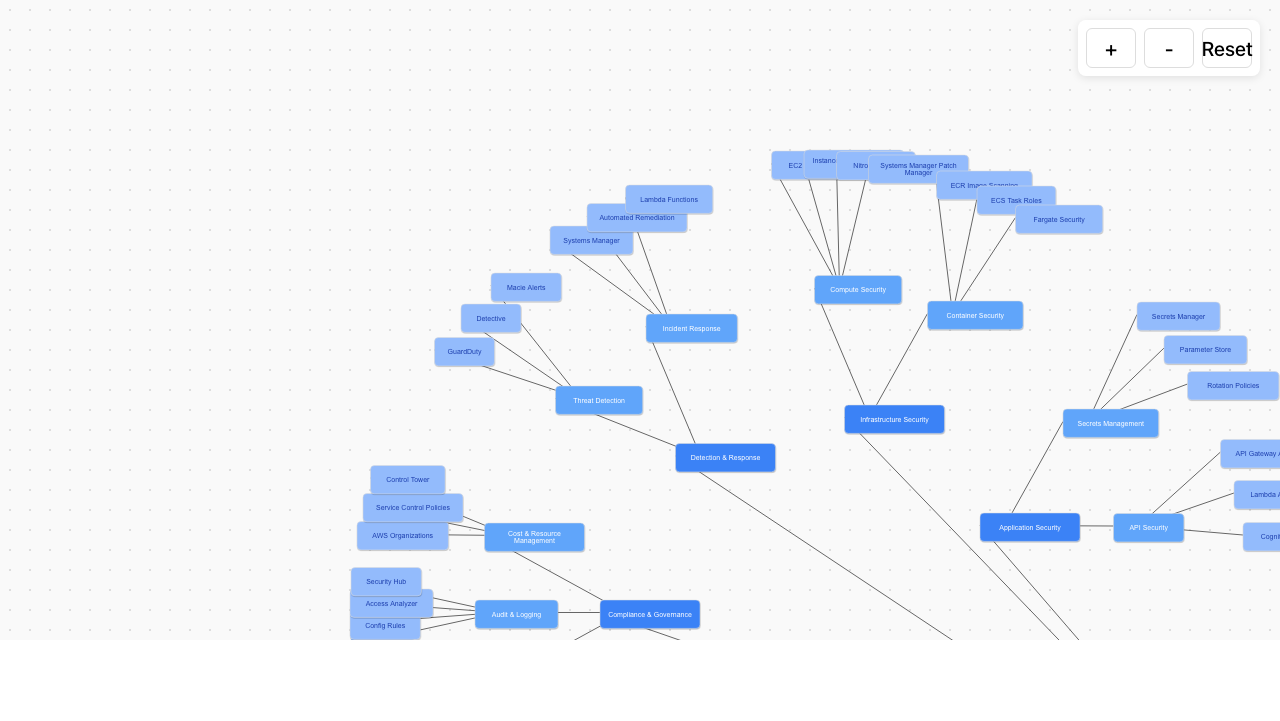 +
-
Reset
EC2
Instanc
Nitro
Systems Manager Patch
Manager
ECR Image Scanning
ECS Task Roles
Fargate Security
Lambda Functions
Automated Remediation
Systems Manager
Macie Alerts
Detective
GuardDuty
Incident Response
Threat Detection
Detection & Response
Compute Security
Container Security
Infrastructure Security
Secrets Manager
Parameter Store
Rotation Policies
Secrets Management
API Gateway A
Lambda A
Cognit
Application Security
API Security
Control Tower
Service Control Policies
AWS Organizations
Cost & Resource
Management
Security Hub
Access Analyzer
Config Rules
Audit & Logging
Compliance & Governance